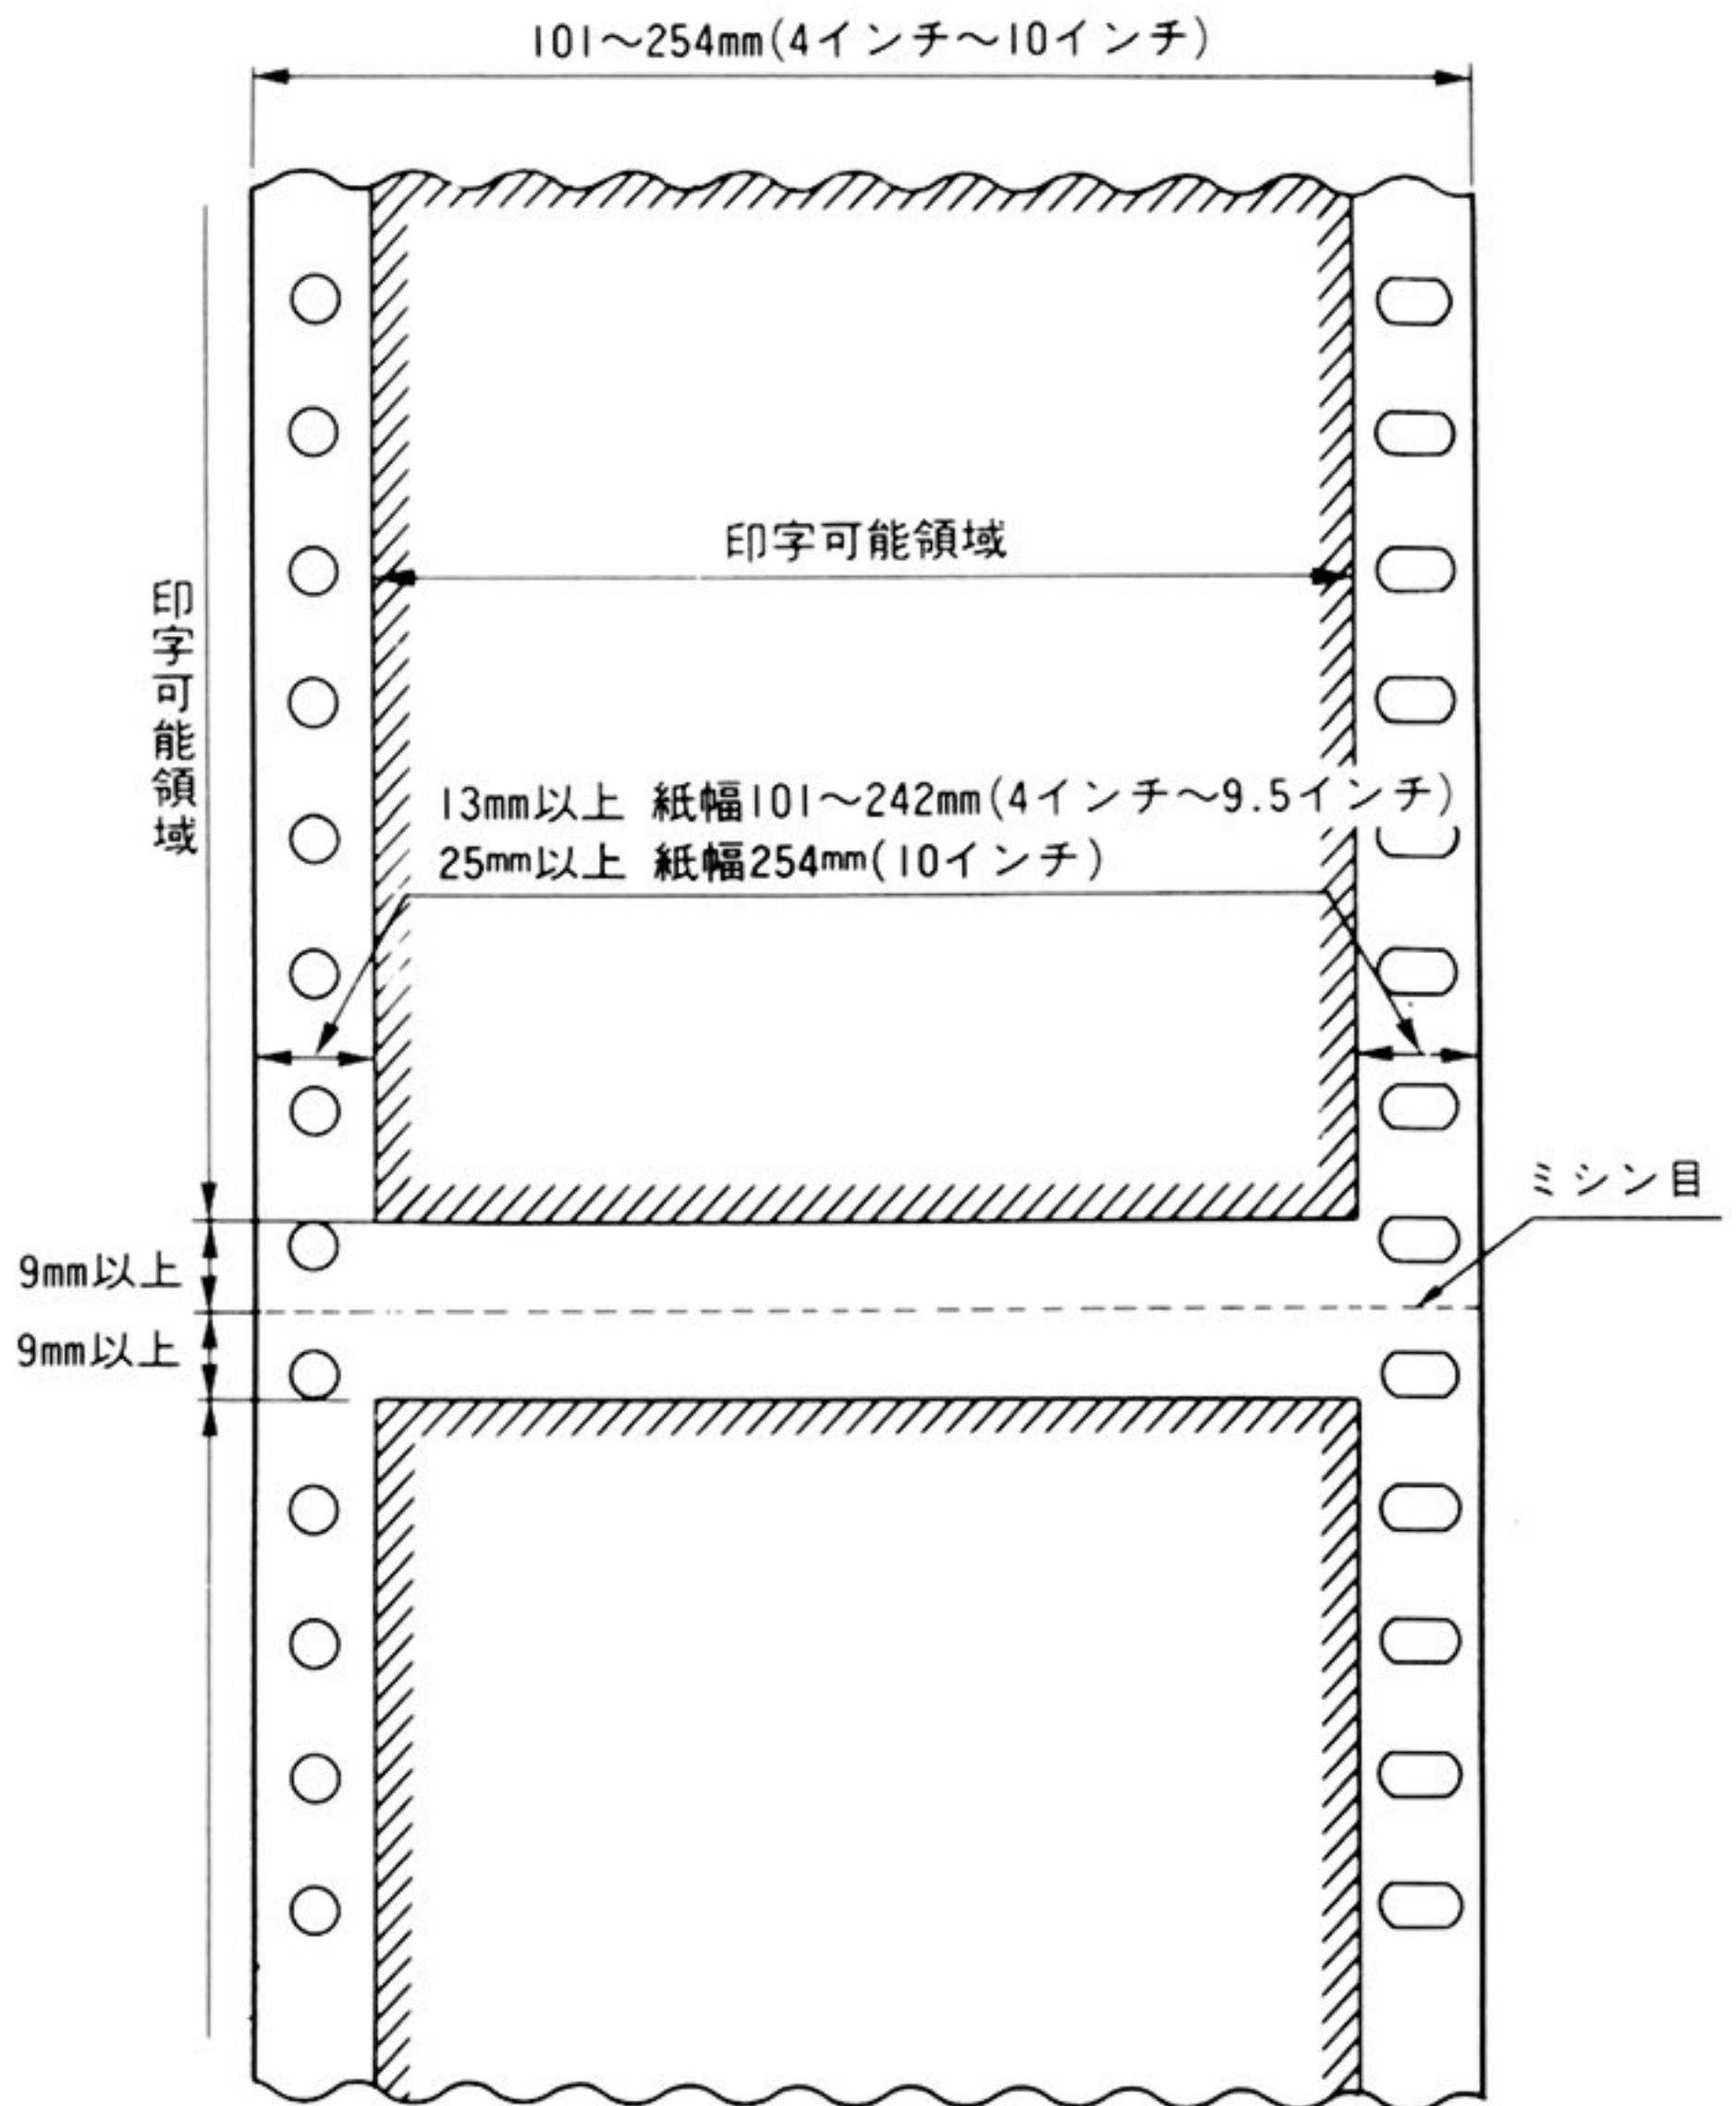 101〜254mm(4インチ〜10インチ)
印字可能領域
印字可能領域
13mm以上 紙幅101〜242mm(4インチ〜9.5インチ)
25mm以上 紙幅254mm(10インチ)
ミシン目
9mm以上
9mm以上